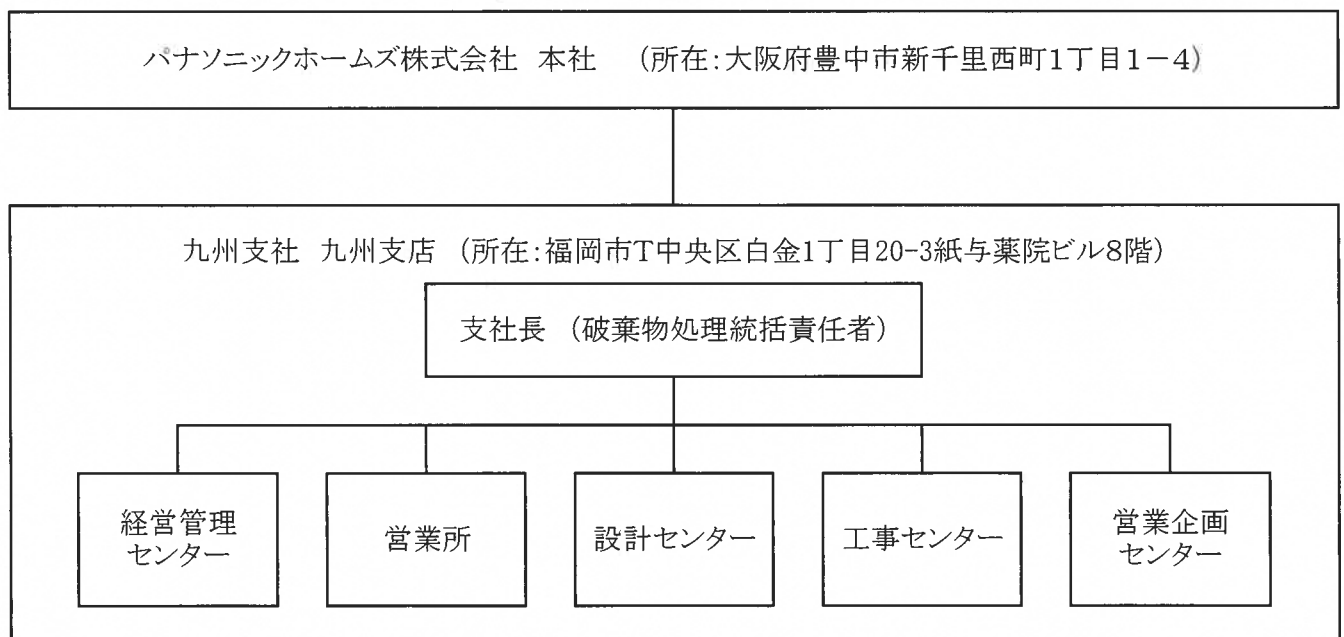 パナソニックホームズ株式会社 本社 (所在:大阪府豊中市新千里西町1丁目1-4)
九州支社 九州支店 (所在:福岡市T中央区白金1丁目20-3紙与薬院ビル8階)
支社長 (破棄物処理統括責任者)
経営管理
センター
営業所
設計センター
工事センター
営業企画
センター